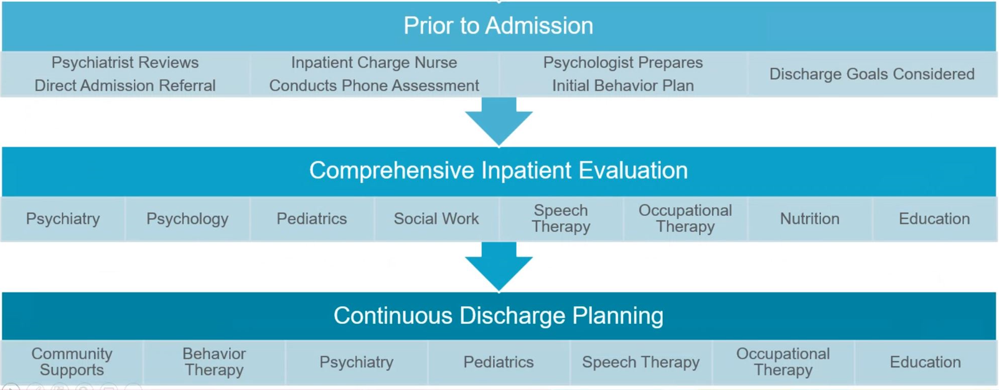 Prior to Admission
Psychiatrist Reviews
Direct Admission Referral
Inpatient Charge Nurse
Conducts Phone Assessment
Psychologist Prepares
Initial Behavior Plan
Discharge Goals Considered
Comprehensive Inpatient Evaluation
Psychiatry
Psychology
Pediatrics
Social Work
Speech
Therapy
Occupational
Therapy
Nutrition
Education
Continuous Discharge Planning
Community
Supports
Behavior
Therapy
Psychiatry
Pediatrics
Speech Therapy
Occupational
Therapy
Education